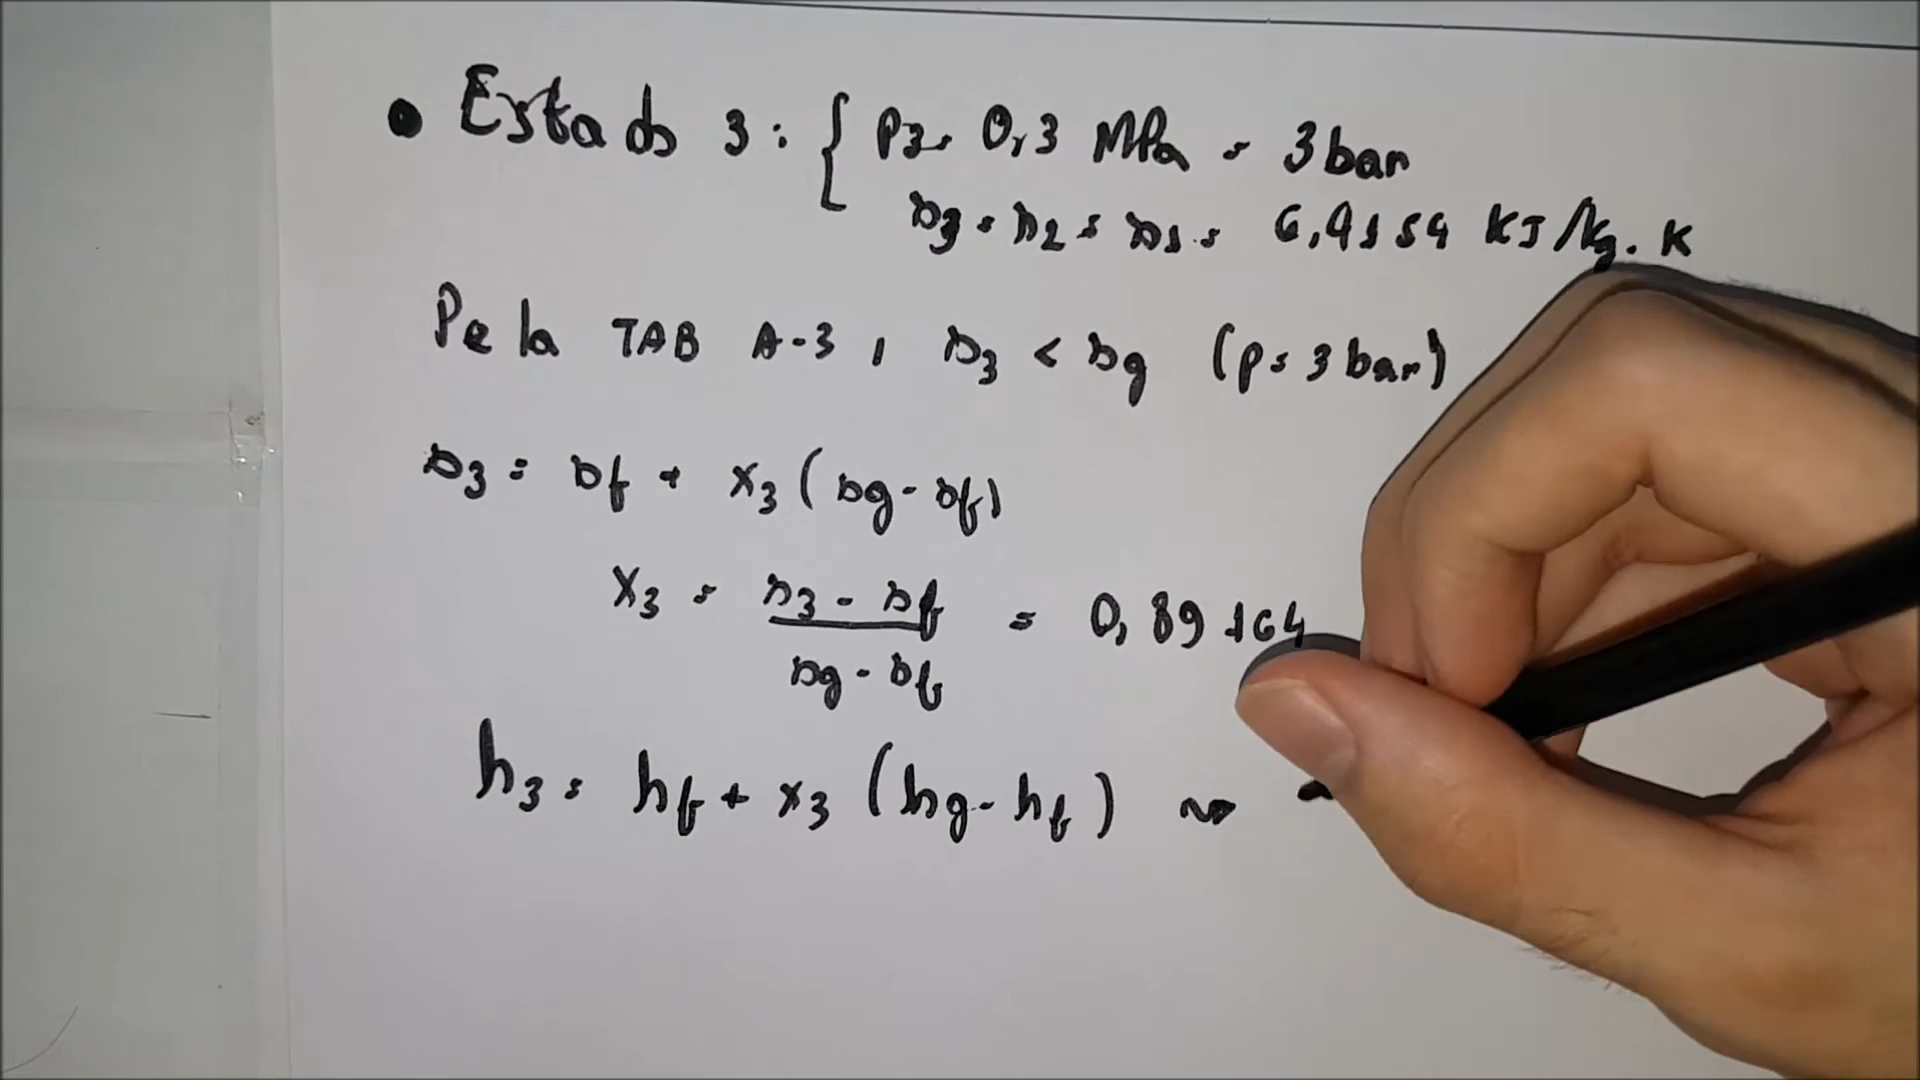 • Estado 3 : { p3 = 0,3 MPa = 3 bar
s3 = s2 = s1 = 6,4154 KJ/kg.K
Pela TAB A-3, s3 < sg (p = 3 bar)
s3 = sf + x3 (sg - sf)
x3 = s3 - sf = 0,89164
sg - sf
h3 = hf + x3 (hg - hf) ~>